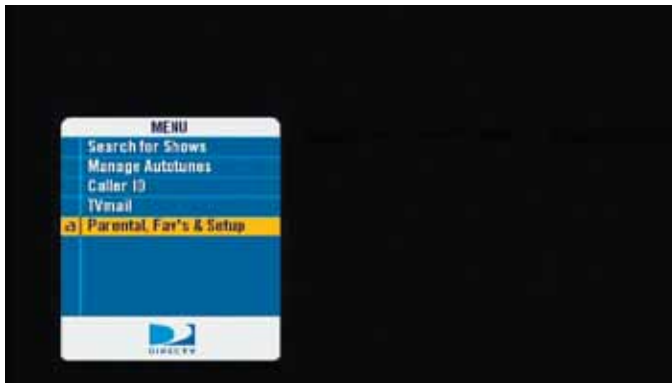 MENU
Search for Shows
Manage Autotunes
Caller ID
TVmail
Parental, Fav's & Setup
DIRECTV